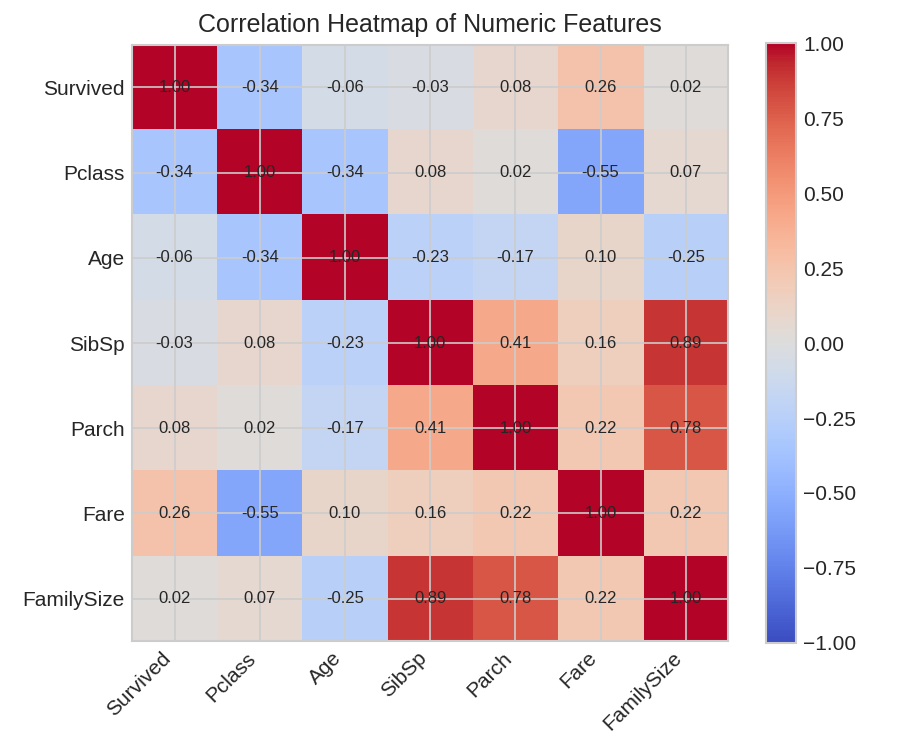 Correlation Heatmap of Numeric Features
Survived 1.00 -0.34 -0.06 -0.03 0.08 0.26 0.02
Pclass -0.34 1.00 -0.34 0.08 0.02 -0.55 0.07
Age -0.06 -0.34 1.00 -0.23 -0.17 0.10 -0.25
SibSp -0.03 0.08 -0.23 1.00 0.41 0.16 0.89
Parch 0.08 0.02 -0.17 0.41 1.00 0.22 0.78
Fare 0.26 -0.55 0.10 0.16 0.22 1.00 0.22
FamilySize 0.02 0.07 -0.25 0.89 0.78 0.22 1.00
Survived Pclass Age SibSp Parch Fare FamilySize
1.00
0.75
0.50
0.25
0.00
−0.25
−0.50
−0.75
−1.00